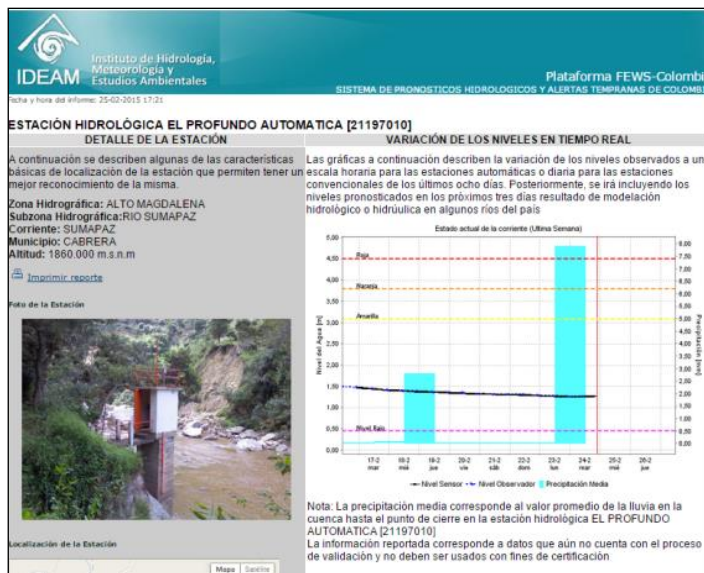 IDEAM
Instituto de Hidrología,
Meteorología y
Estudios Ambientales
Plataforma FEWS-Colombi
SISTEMA DE PRONOSTICOS HIDROLOGICOS Y ALERTAS TEMPRANAS DE COLOMBI
Fecha y hora del informe: 25-02-2015 17:21
ESTACIÓN HIDROLÓGICA EL PROFUNDO AUTOMATICA [21197010]
DETALLE DE LA ESTACIÓN
A continuación se describen algunas de las características
básicas de localización de la estación que permiten tener un
mejor reconocimiento de la misma.
Zona Hidrográfica: ALTO MAGDALENA
Subzona Hidrográfica:RIO SUMAPAZ
Corriente: SUMAPAZ
Municipio: CABRERA
Altitud: 1860.000 m.s.n.m
Imprimir reporte
Foto de la Estación
Localización de la Estación
Mapa Satélite
VARIACIÓN DE LOS NIVELES EN TIEMPO REAL
Las gráficas a continuación describen la variación de los niveles observados a un
escala horaria para las estaciones automáticas o diaria para las estaciones
convencionales de los últimos ocho días. Posteriormente, se irá incluyendo los
niveles pronosticados en los próximos tres días resultado de modelación
hidrológico o hidrúulica en algunos ríos del país
Estado actual de la corriente (Ultima Semana)
5,00
4,50
4,00
3,50
3,00
2,50
2,00
1,50
1,00
0,50
0,00
Nivel del Agua [m]
Roja
Naranja
Amarilla
Nivel Bajo
8,00
7,50
7,00
6,50
6,00
5,50
5,00
4,50
4,00
3,50
3,00
2,50
2,00
1,50
1,00
0,50
0,00
Precipitación [mm]
17-2 18-2 19-2 20-2 21-2 22-2 23-2 24-2 25-2 26-2
mar mié jue vie sáb dom lun mar mié jue
Nivel Sensor Nivel Observador Precipitación Media
Nota: La precipitación media corresponde al valor promedio de la lluvia en la
cuenca hasta el punto de cierre en la estación hidrológica EL PROFUNDO
AUTOMATICA [21197010]
La información reportada corresponde a datos que aún no cuenta con el proceso
de validación y no deben ser usados con fines de certificación